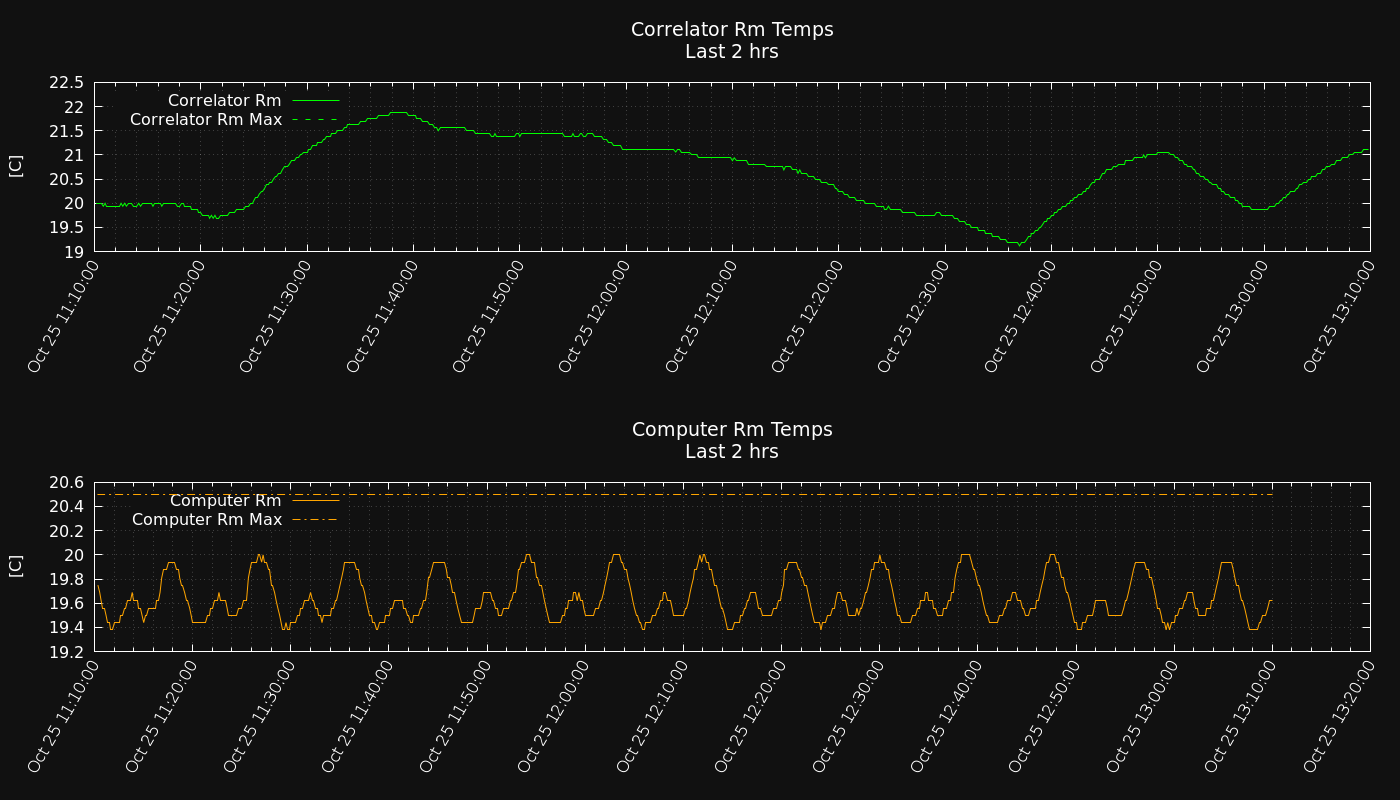 Correlator Rm Temps
Last 2 hrs
22.5
22
21.5
21
20.5
20
19.5
19
[C]
Correlator Rm
Correlator Rm Max
Oct 25 11:10:00
Oct 25 11:20:00
Oct 25 11:30:00
Oct 25 11:40:00
Oct 25 11:50:00
Oct 25 12:00:00
Oct 25 12:10:00
Oct 25 12:20:00
Oct 25 12:30:00
Oct 25 12:40:00
Oct 25 12:50:00
Oct 25 13:00:00
Oct 25 13:10:00
Computer Rm Temps
Last 2 hrs
20.6
20.4
20.2
20
19.8
19.6
19.4
19.2
[C]
Computer Rm
Computer Rm Max
Oct 25 11:10:00
Oct 25 11:20:00
Oct 25 11:30:00
Oct 25 11:40:00
Oct 25 11:50:00
Oct 25 12:00:00
Oct 25 12:10:00
Oct 25 12:20:00
Oct 25 12:30:00
Oct 25 12:40:00
Oct 25 12:50:00
Oct 25 13:00:00
Oct 25 13:10:00
Oct 25 13:20:00